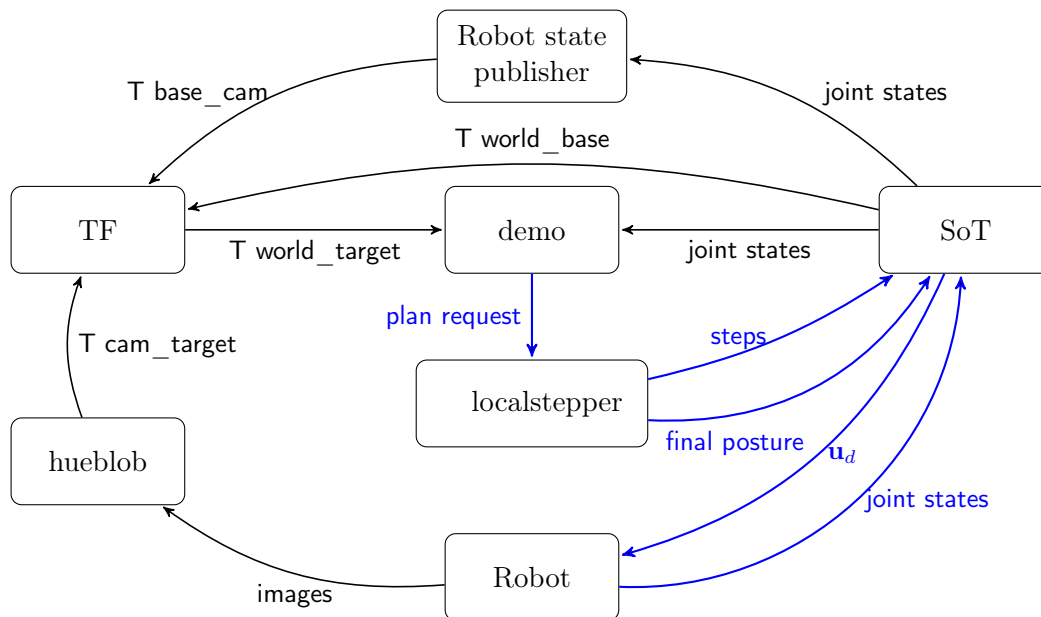 Robot state
publisher
T base_cam
joint states
T world_base
TF
demo
SoT
T world_target
joint states
plan request
steps
T cam_target
localstepper
final posture
u_d
hueblob
joint states
Robot
images